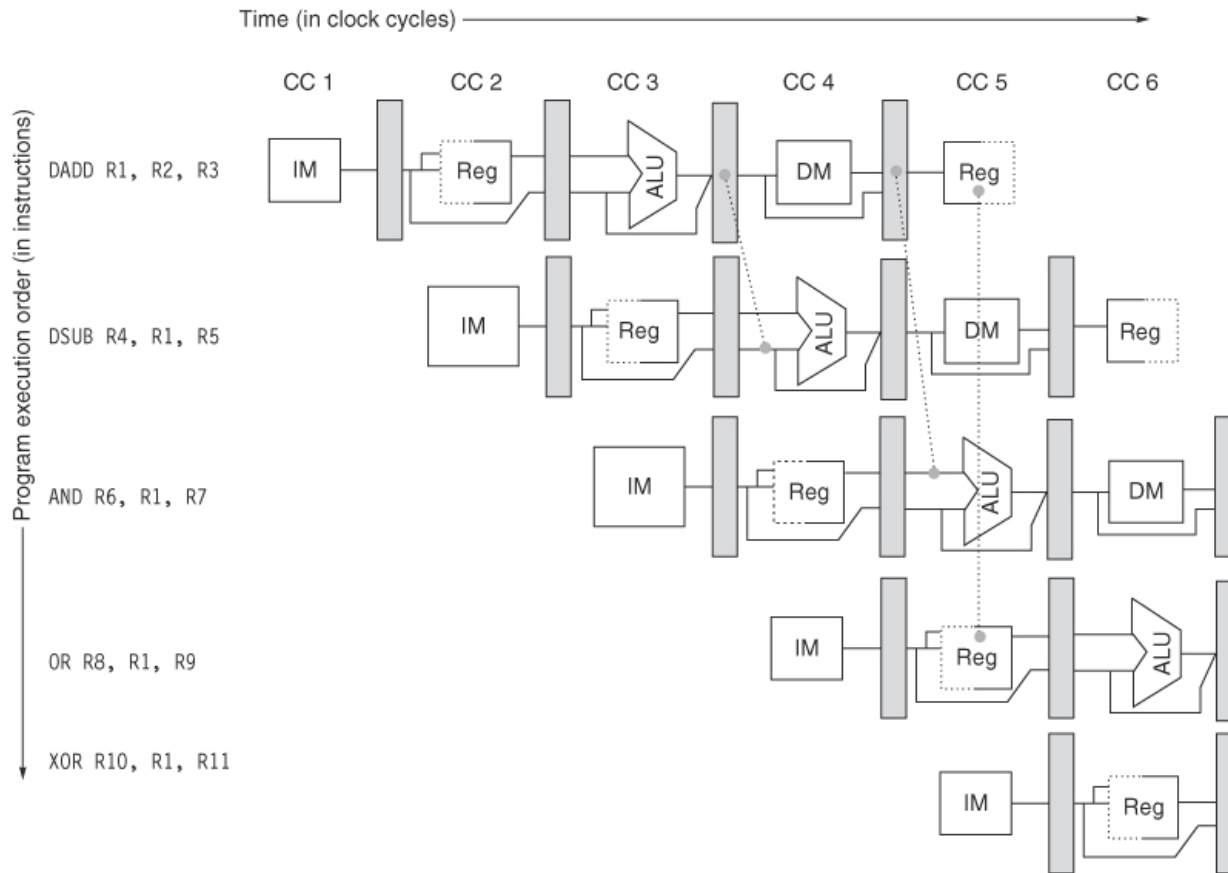 Time (in clock cycles)
CC 1 CC 2 CC 3 CC 4 CC 5 CC 6
Program execution order (in instructions)
DADD R1, R2, R3
IM Reg ALU DM Reg
DSUB R4, R1, R5
IM Reg ALU DM Reg
AND R6, R1, R7
IM Reg ALU DM
OR R8, R1, R9
IM Reg ALU
XOR R10, R1, R11
IM Reg